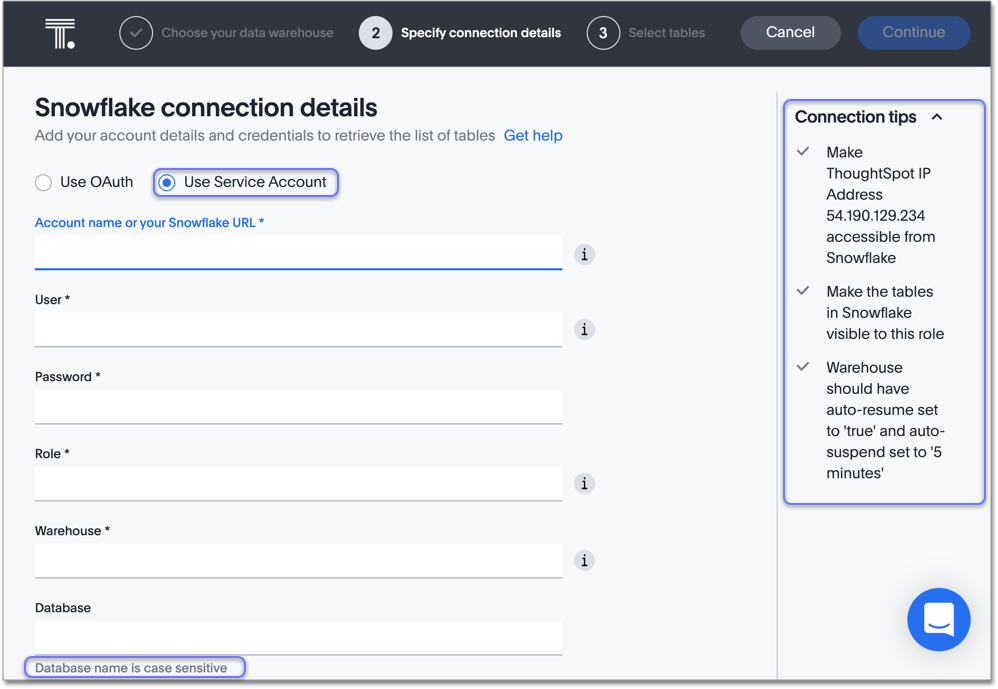 T.
Choose your data warehouse
2
Specify connection details
3
Select tables
Cancel
Continue
Snowflake connection details
Add your account details and credentials to retrieve the list of tables Get help
Use OAuth
Use Service Account
Account name or your Snowflake URL *
i
User *
i
Password *
Role *
i
Warehouse *
i
Database
Database name is case sensitive
Connection tips
Make
ThoughtSpot IP
Address
54.190.129.234
accessible from
Snowflake
Make the tables
in Snowflake
visible to this role
Warehouse
should have
auto-resume set
to 'true' and auto-
suspend set to '5
minutes'